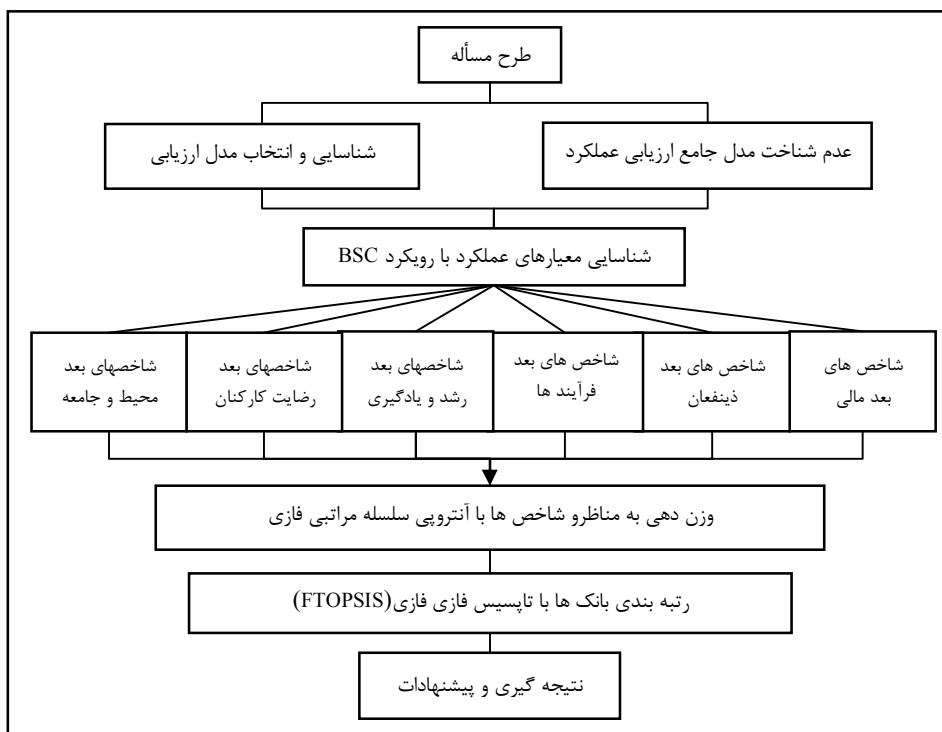 طرح مسأله
عدم شناخت مدل جامع ارزیابی عملکرد
شناسایی و انتخاب مدل ارزیابی
شناسایی معیارهای عملکرد با رویکرد BSC
شاخص های
بعد مالی
شاخص های بعد
ذینفعان
شاخص های بعد
فرآیند ها
شاخصهای بعد
رشد و یادگیری
شاخصهای بعد
رضایت کارکنان
شاخصهای بعد
محیط و جامعه
وزن دهی به مناظرو شاخص ها با آنتروپی سلسله مراتبی فازی
رتبه بندی بانک ها با تاپسیس فازی فازی(FTOPSIS)
نتیجه گیری و پیشنهادات